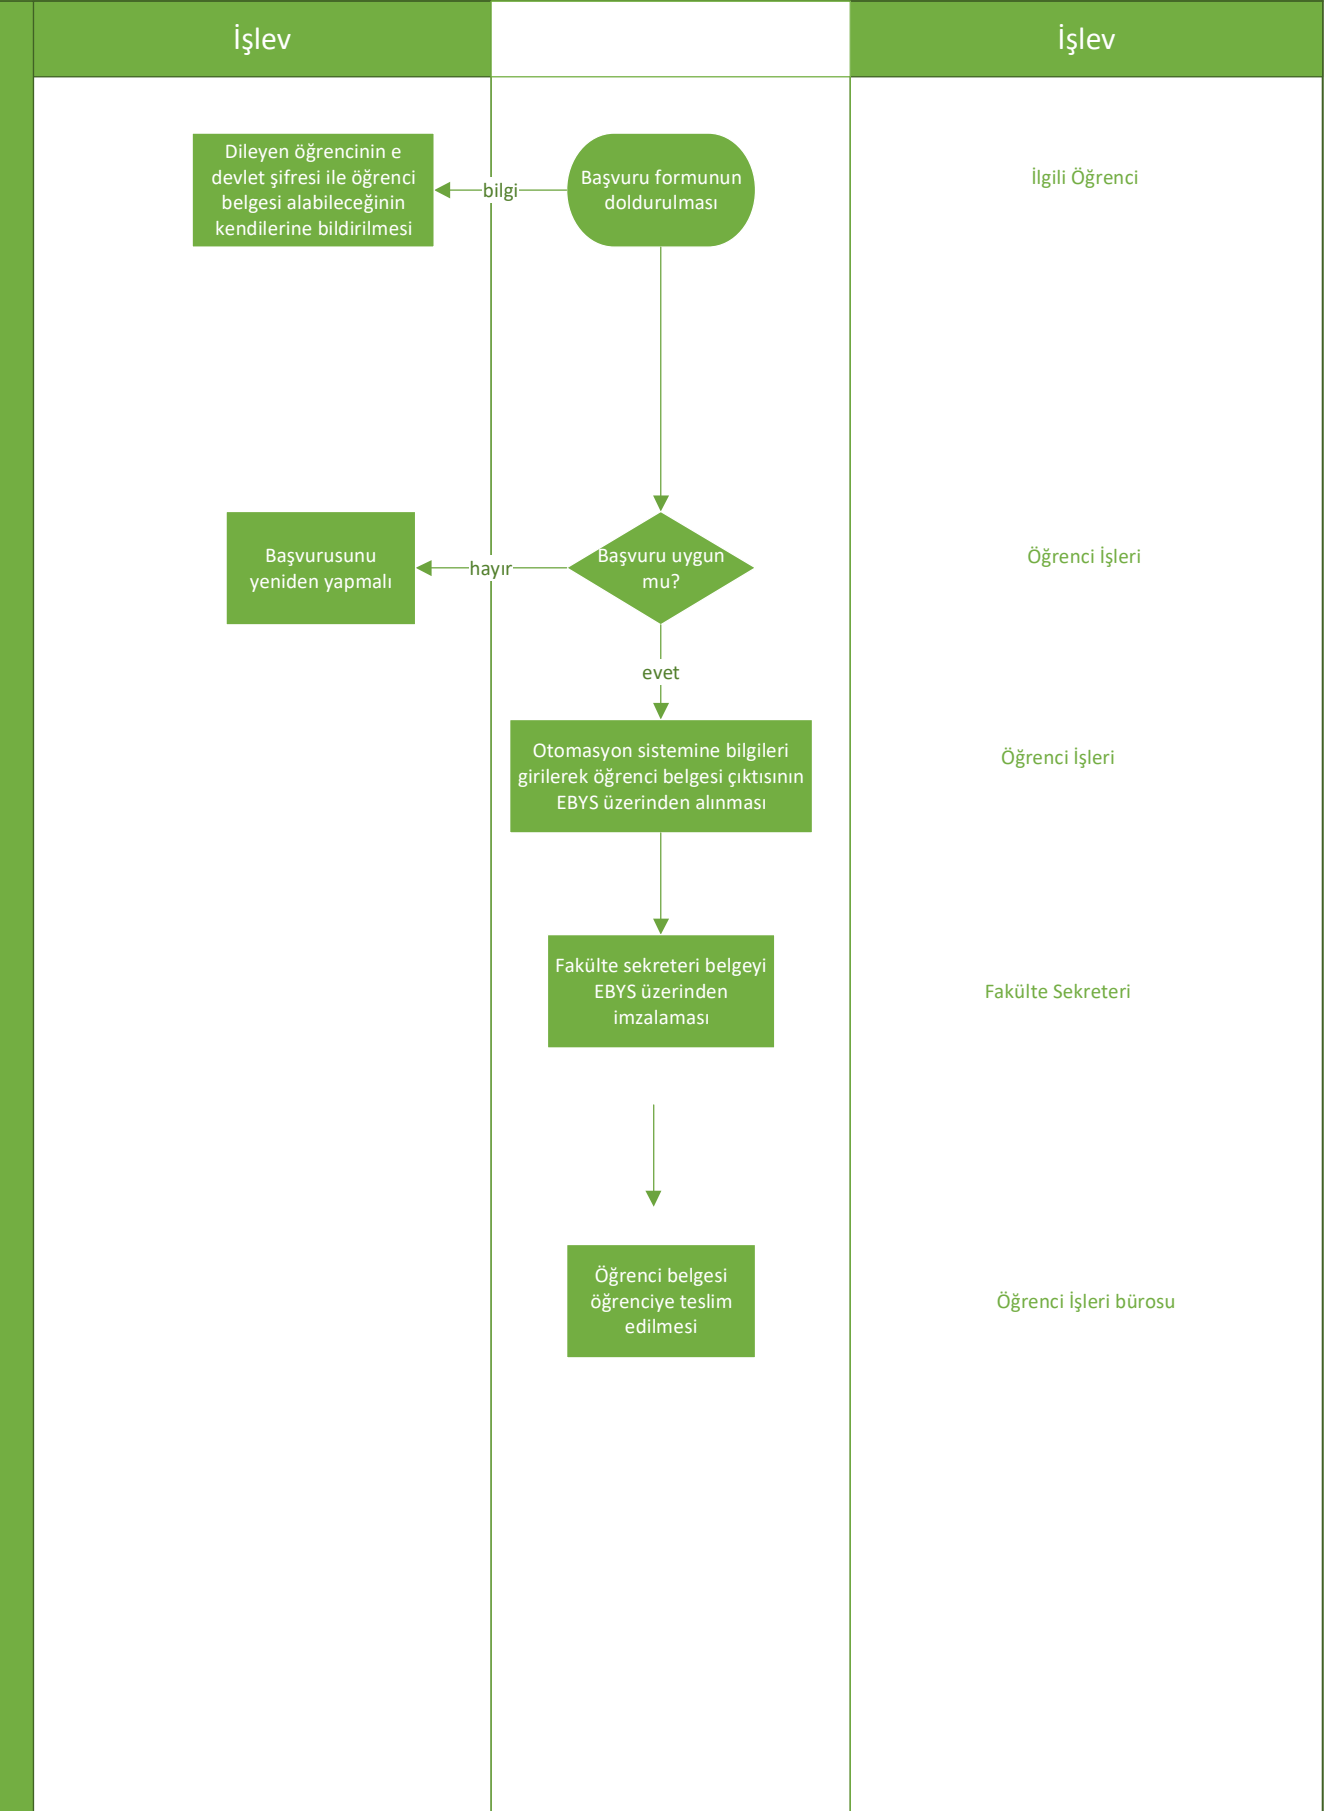 İşlev
İşlev
Dileyen öğrencinin e
devlet şifresi ile öğrenci
belgesi alabileceğinin
kendilerine bildirilmesi
bilgi
Başvuru formunun
doldurulması
İlgili Öğrenci
Başvurusunu
yeniden yapmalı
hayır
Başvuru uygun
mu?
Öğrenci İşleri
evet
Otomasyon sistemine bilgileri
girilerek öğrenci belgesi çıktısının
EBYS üzerinden alınması
Öğrenci İşleri
Fakülte sekreteri belgeyi
EBYS üzerinden
imzalaması
Fakülte Sekreteri
Öğrenci belgesi
öğrenciye teslim
edilmesi
Öğrenci İşleri bürosu